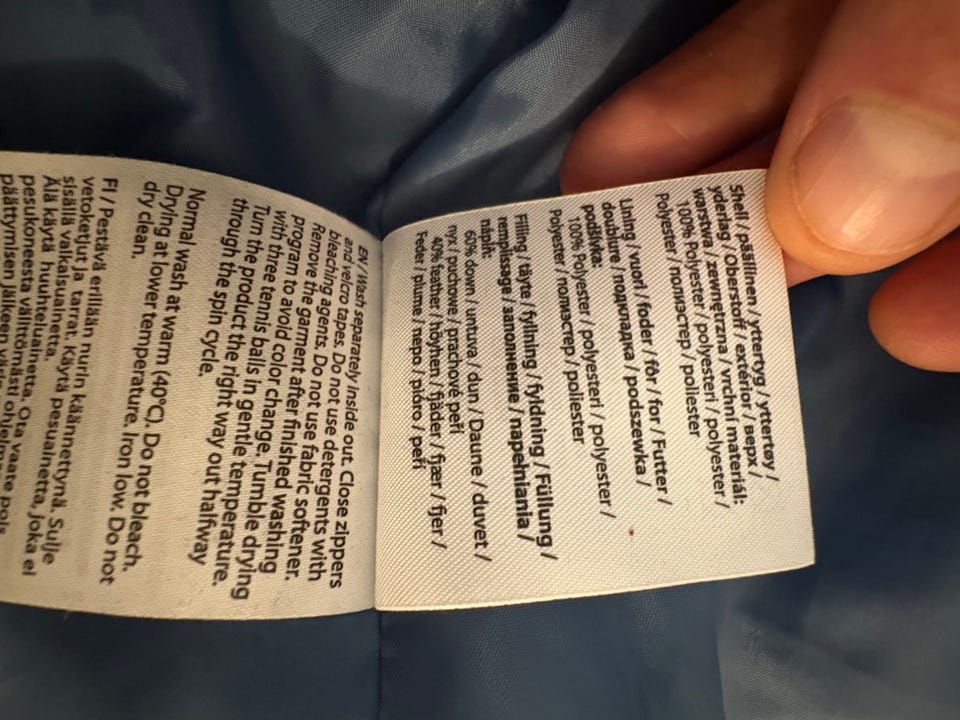 Shell / päällinen / yttertyg / yttertøy /
yderlag / Oberstoff / extérior / верх /
warstwa / zewnętrzna / vrchní materiál:
100% Polyester / polyesteri / polyester /
Polyester / полиэстер / poliester
Lining / vuori / foder / fôr / for / Futter /
doublure / подкладка / podszewka /
podšívka:
100% Polyester / polyesteri / polyester /
Polyester / полиэстер / poliester
Filling / täyte / fyllning / fyldning / Füllung /
remplissage / заполнение / napełniania /
náplň:
60% down / untuva / dun / Daune / duvet /
пух / puchowe / prachové peří
40% feather / höyhen / fjäder / fjær / fjer /
Feder / plume / перо / pióro / peří
EN / Wash separately inside out. Close zippers
and velcro tapes. Do not use detergents with
bleaching agents. Do not use fabric softener.
Remove the garment after finished washing
program to avoid color change. Tumble drying
with three tennis balls in gentle temperature.
Turn the product the right way out halfway
through the spin cycle.
Normal wash at warm (40°C). Do not bleach.
Drying at lower temperature. Iron low. Do not
dry clean.
FI / Pestävä erillään nurin käännettynä. Sulje
vetoketjut ja tarrat. Käytä pesuainetta, joka ei
sisällä valkaisuainetta.
Älä käytä huuhteluainetta. Ota vaate pois
pesukoneesta välittömästi ohjelman
päättymisen jälkeen